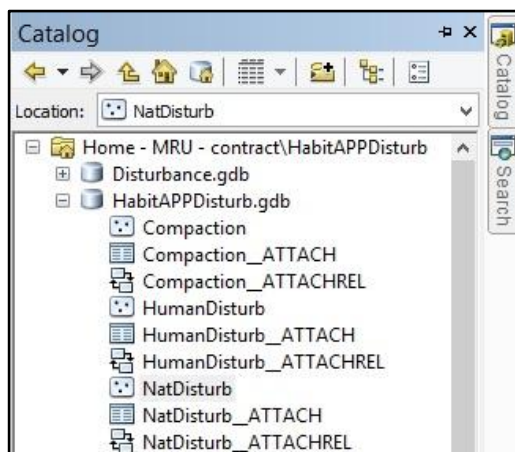 Catalog
Location: NatDisturb
Home - MRU - contract\HabitAPPDisturb
Disturbance.gdb
HabitAPPDisturb.gdb
Compaction
Compaction__ATTACH
Compaction__ATTACHREL
HumanDisturb
HumanDisturb__ATTACH
HumanDisturb__ATTACHREL
NatDisturb
NatDisturb__ATTACH
NatDisturb__ATTACHREL
Catalog
Search